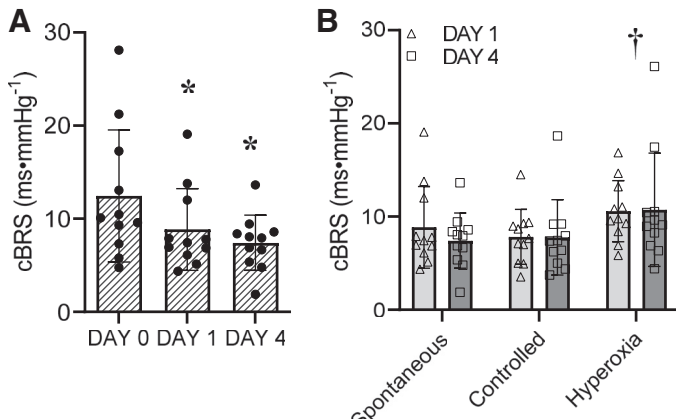 A
cBRS (ms•mmHg⁻¹)
30
20
10
0
*
*
DAY 0 DAY 1 DAY 4
B
cBRS (ms•mmHg⁻¹)
30
20
10
0
DAY 1
DAY 4
†
Spontaneous
Controlled
Hyperoxia